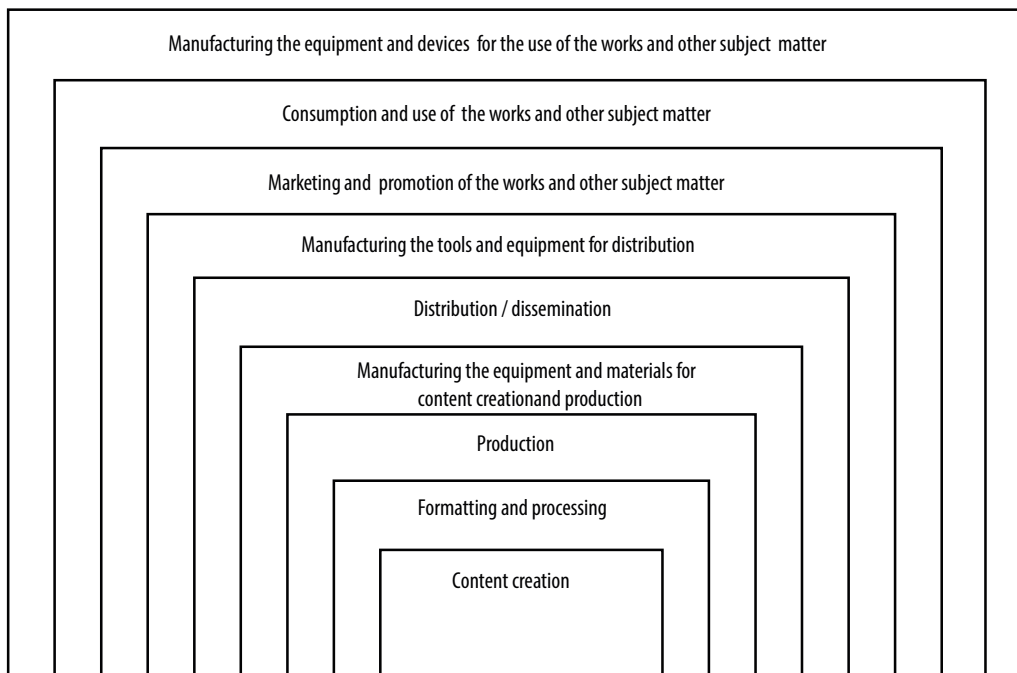 Manufacturing the equipment and devices for the use of the works and other subject matter
Consumption and use of the works and other subject matter
Marketing and promotion of the works and other subject matter
Manufacturing the tools and equipment for distribution
Distribution / dissemination
Manufacturing the equipment and materials for
content creationand production
Production
Formatting and processing
Content creation